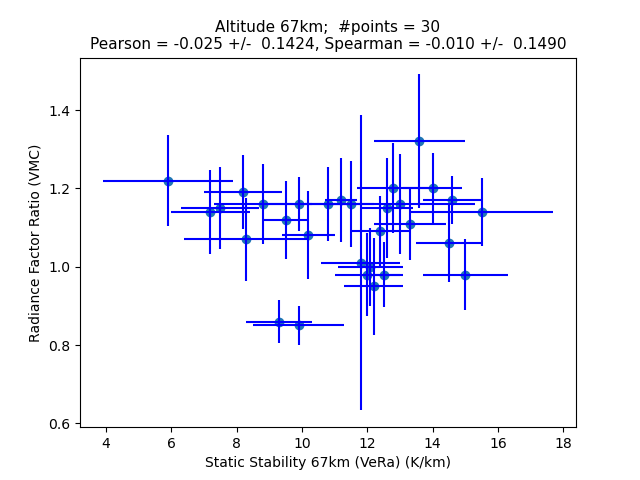 Altitude 67km;  #points = 30
Pearson = -0.025 +/-  0.1424, Spearman = -0.010 +/-  0.1490
Radiance Factor Ratio (VMC)
1.4
1.2
1.0
0.8
0.6
4 6 8 10 12 14 16 18
Static Stability 67km (VeRa) (K/km)